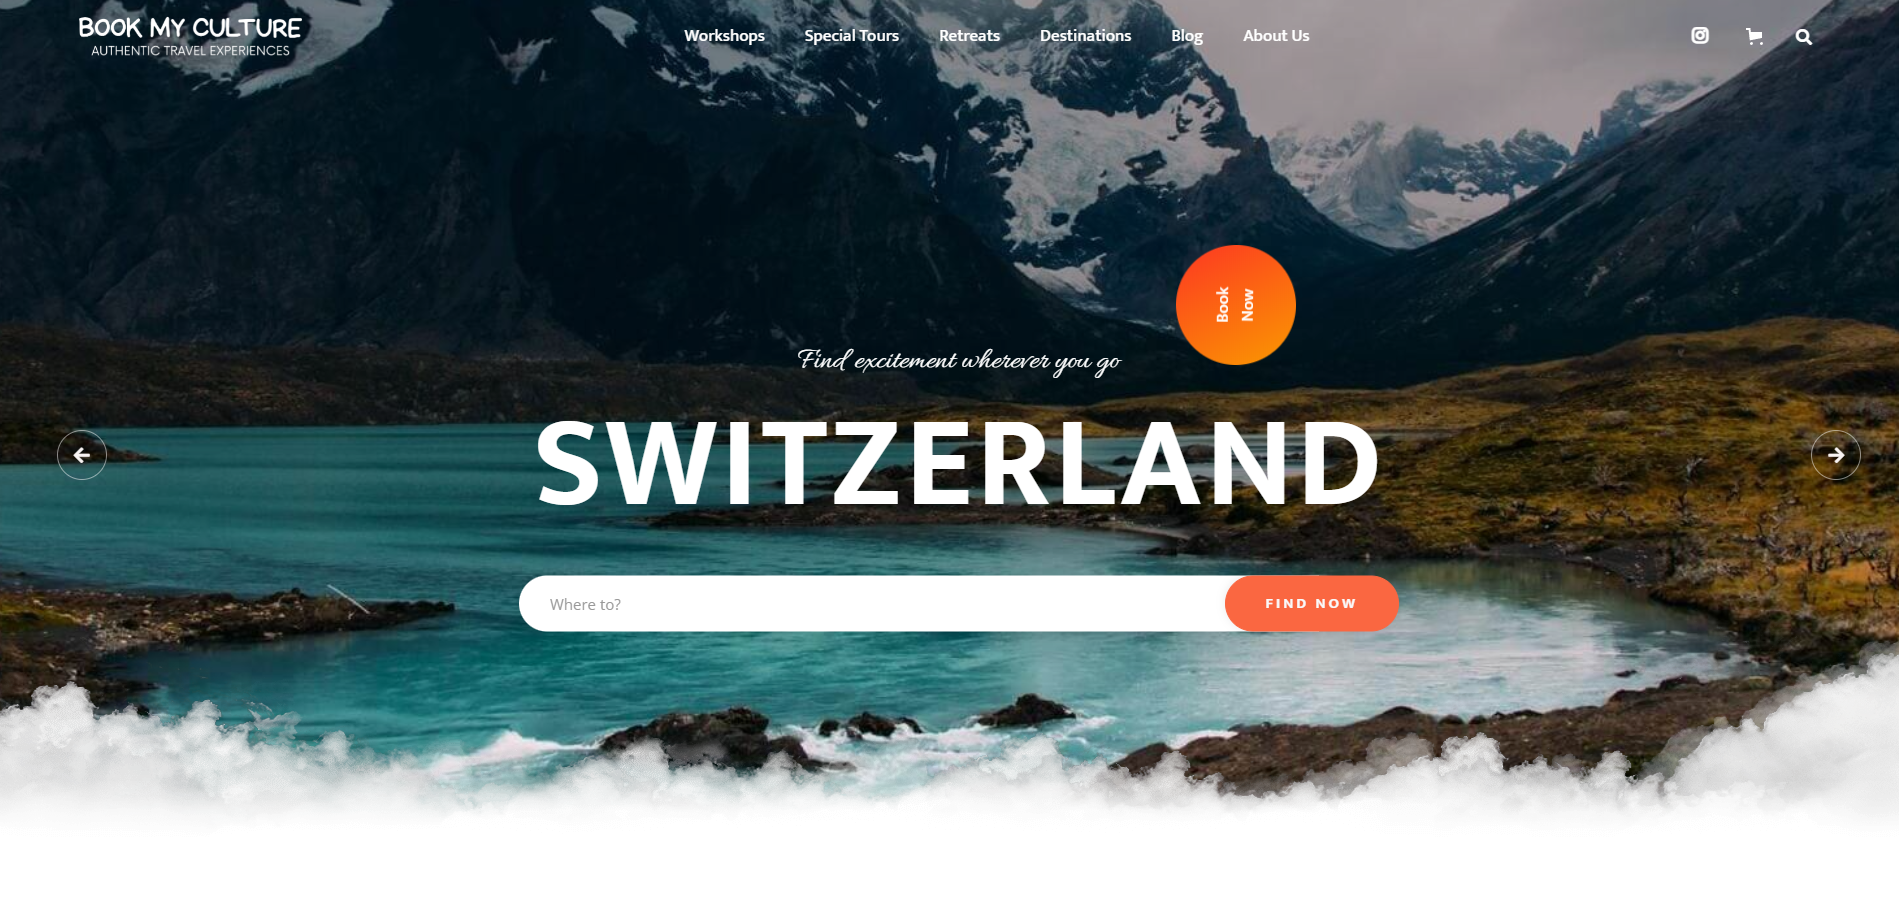 BOOK MY CULTURE
AUTHENTIC TRAVEL EXPERIENCES
Workshops
Special Tours
Retreats
Destinations
Blog
About Us
Book
Now
Find excitement wherever you go
SWITZERLAND
Where to?
FIND NOW